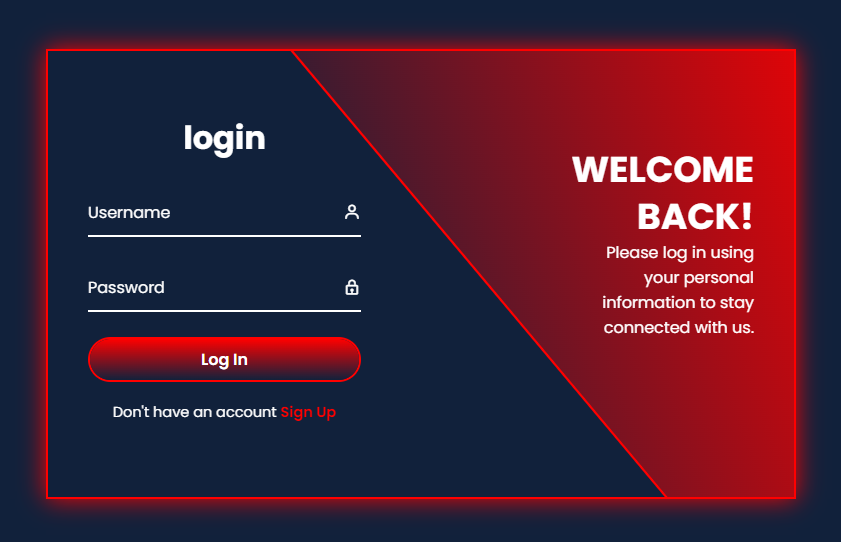 login
Username
Password
Log In
Don't have an account Sign Up
WELCOME
BACK!
Please log in using
your personal
information to stay
connected with us.